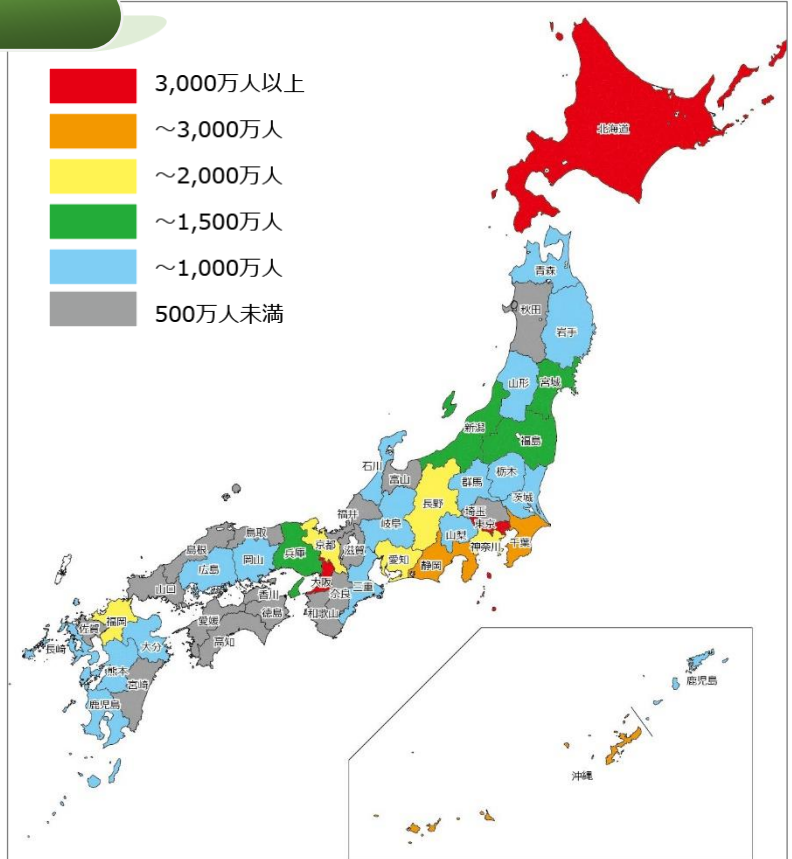 3,000万人以上
～3,000万人
～2,000万人
～1,500万人
～1,000万人
500万人未満
北海道
青森
秋田
岩手
山形
宮城
新潟
福島
石川
富山
群馬
栃木
茨城
長野
福井
岐阜
埼玉
東京
山梨
神奈川
千葉
鳥取
島根
岡山
兵庫
京都
滋賀
愛知
静岡
広島
山口
大阪
奈良
三重
香川
徳島
和歌山
愛媛
高知
福岡
佐賀
長崎
大分
熊本
宮崎
鹿児島
鹿児島
沖縄